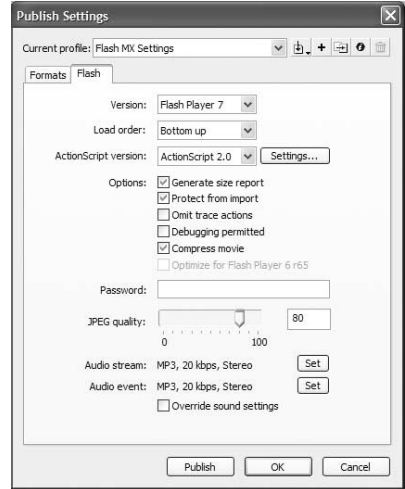 Publish Settings
Current profile: Flash MX Settings
Formats Flash
Version: Flash Player 7
Load order: Bottom up
ActionScript version: ActionScript 2.0 Settings...
Options: Generate size report
Protect from import
Omit trace actions
Debugging permitted
Compress movie
Optimize for Flash Player 6 r65
Password:
JPEG quality: 80
0 100
Audio stream: MP3, 20 kbps, Stereo Set
Audio event: MP3, 20 kbps, Stereo Set
Override sound settings
Publish OK Cancel